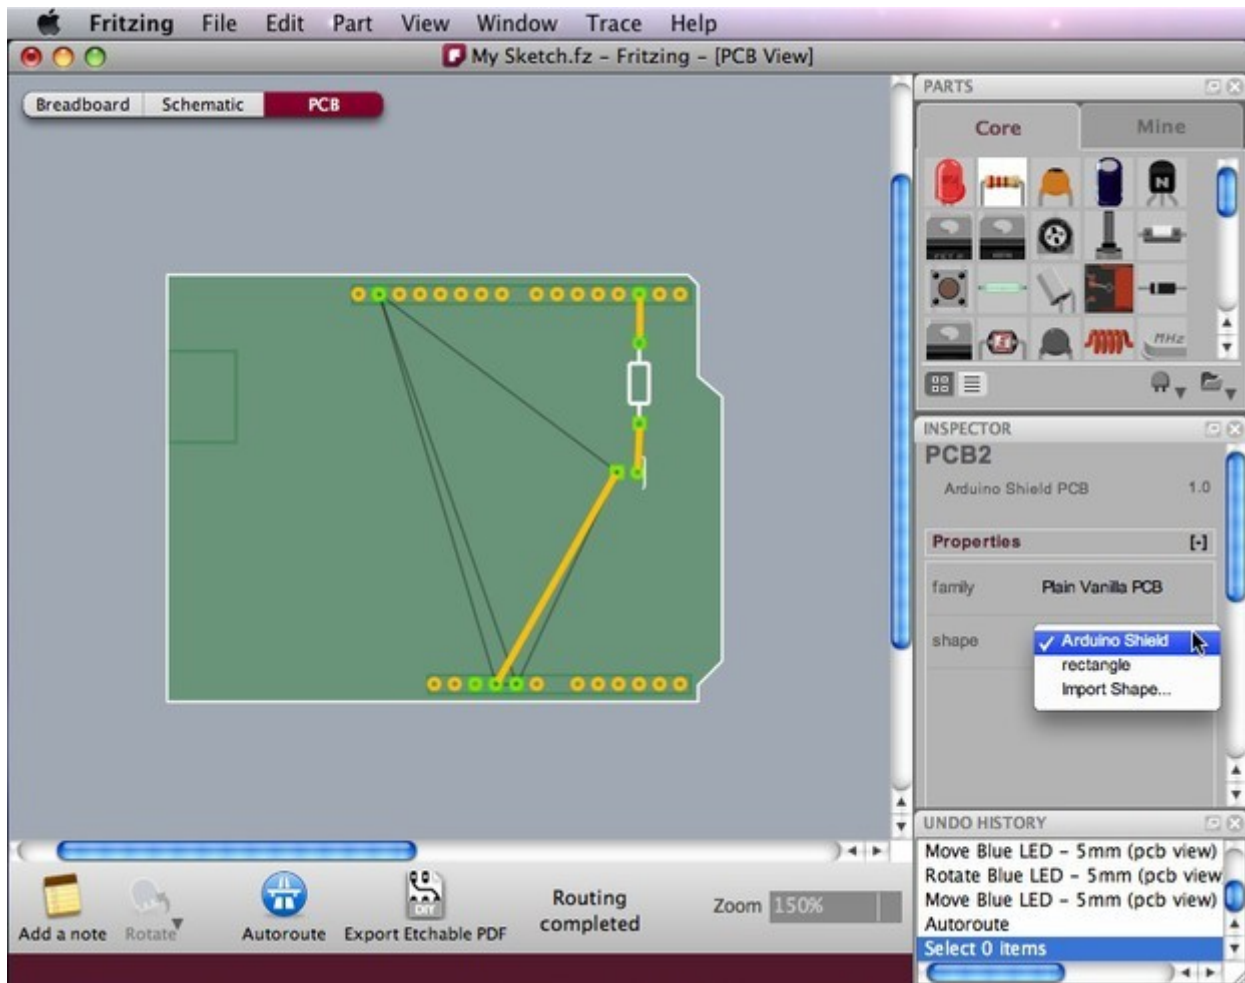 Fritzing File Edit Part View Window Trace Help
My Sketch.fz – Fritzing – [PCB View]
Breadboard Schematic PCB
PARTS
Core Mine
N
MHz
INSPECTOR
PCB2
Arduino Shield PCB 1.0
Properties [-]
family Plain Vanilla PCB
shape ✓ Arduino Shield
rectangle
Import Shape...
UNDO HISTORY
Move Blue LED – 5mm (pcb view)
Rotate Blue LED – 5mm (pcb view
Move Blue LED – 5mm (pcb view)
Autoroute
Select 0 items
Add a note Rotate Autoroute DIY Export Etchable PDF Routing completed Zoom 150%